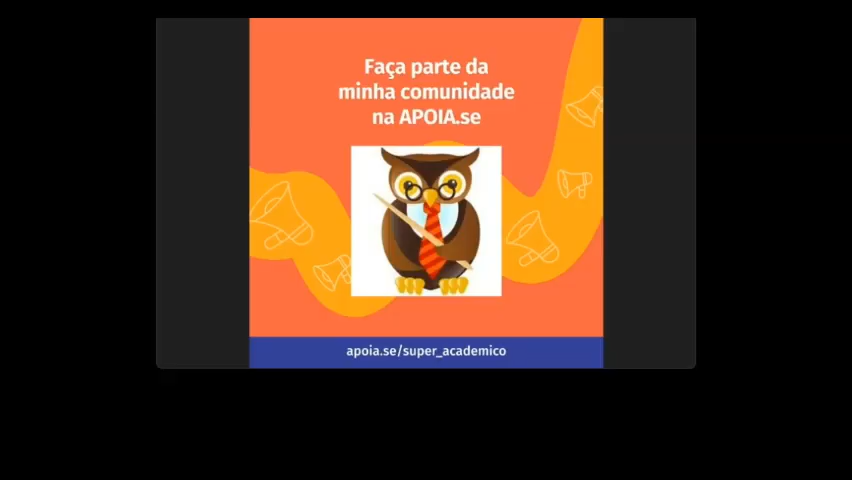 Faça parte da
minha comunidade
na APOIA.se
apoia.se/super_academico